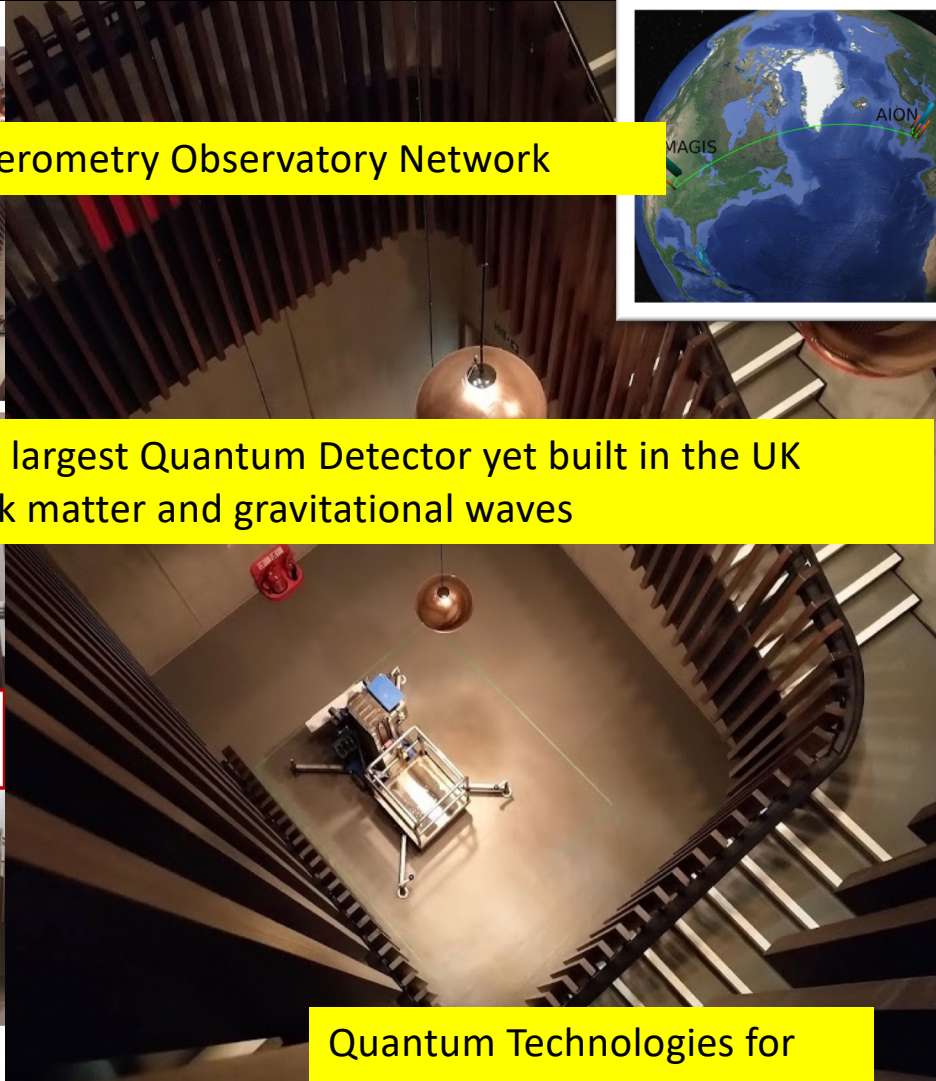 MAGIS
AION
erometry Observatory Network
largest Quantum Detector yet built in the UK
k matter and gravitational waves
Quantum Technologies for